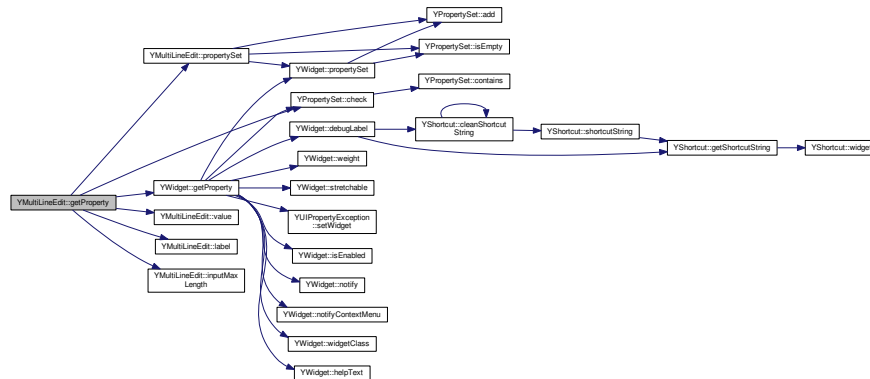 YPropertySet::add
YMultiLineEdit::propertySet
YPropertySet::isEmpty
YWidget::propertySet
YPropertySet::contains
YPropertySet::check
YWidget::debugLabel
YShortcut::cleanShortcut
String
YShortcut::shortcutString
YShortcut::getShortcutString
YShortcut::widget
YWidget::weight
YWidget::getProperty
YWidget::stretchable
YMultiLineEdit::getProperty
YMultiLineEdit::value
YUIPropertyException
::setWidget
YMultiLineEdit::label
YWidget::isEnabled
YMultiLineEdit::inputMax
Length
YWidget::notify
YWidget::notifyContextMenu
YWidget::widgetClass
YWidget::helpText